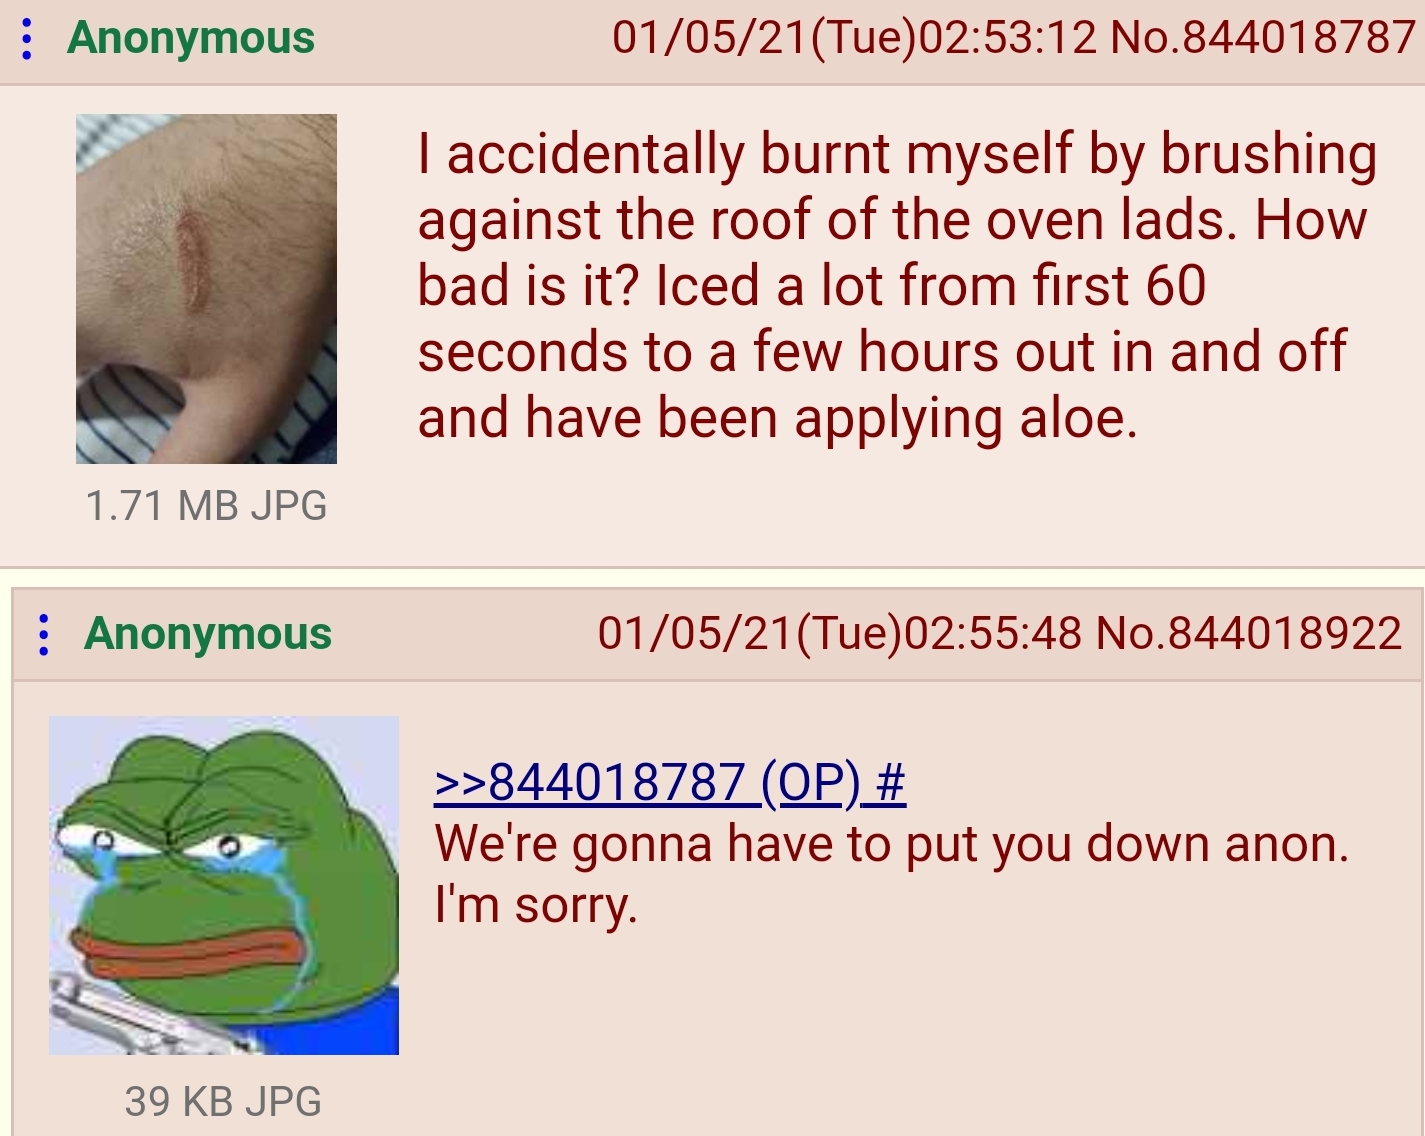 Anonymous 01/05/21(Tue)02:53:12 No.844018787
I accidentally burnt myself by brushing
against the roof of the oven lads. How
bad is it? Iced a lot from first 60
seconds to a few hours out in and off
and have been applying aloe.
1.71 MB JPG
Anonymous 01/05/21(Tue)02:55:48 No.844018922
>>844018787 (OP) #
We're gonna have to put you down anon.
I'm sorry.
39 KB JPG